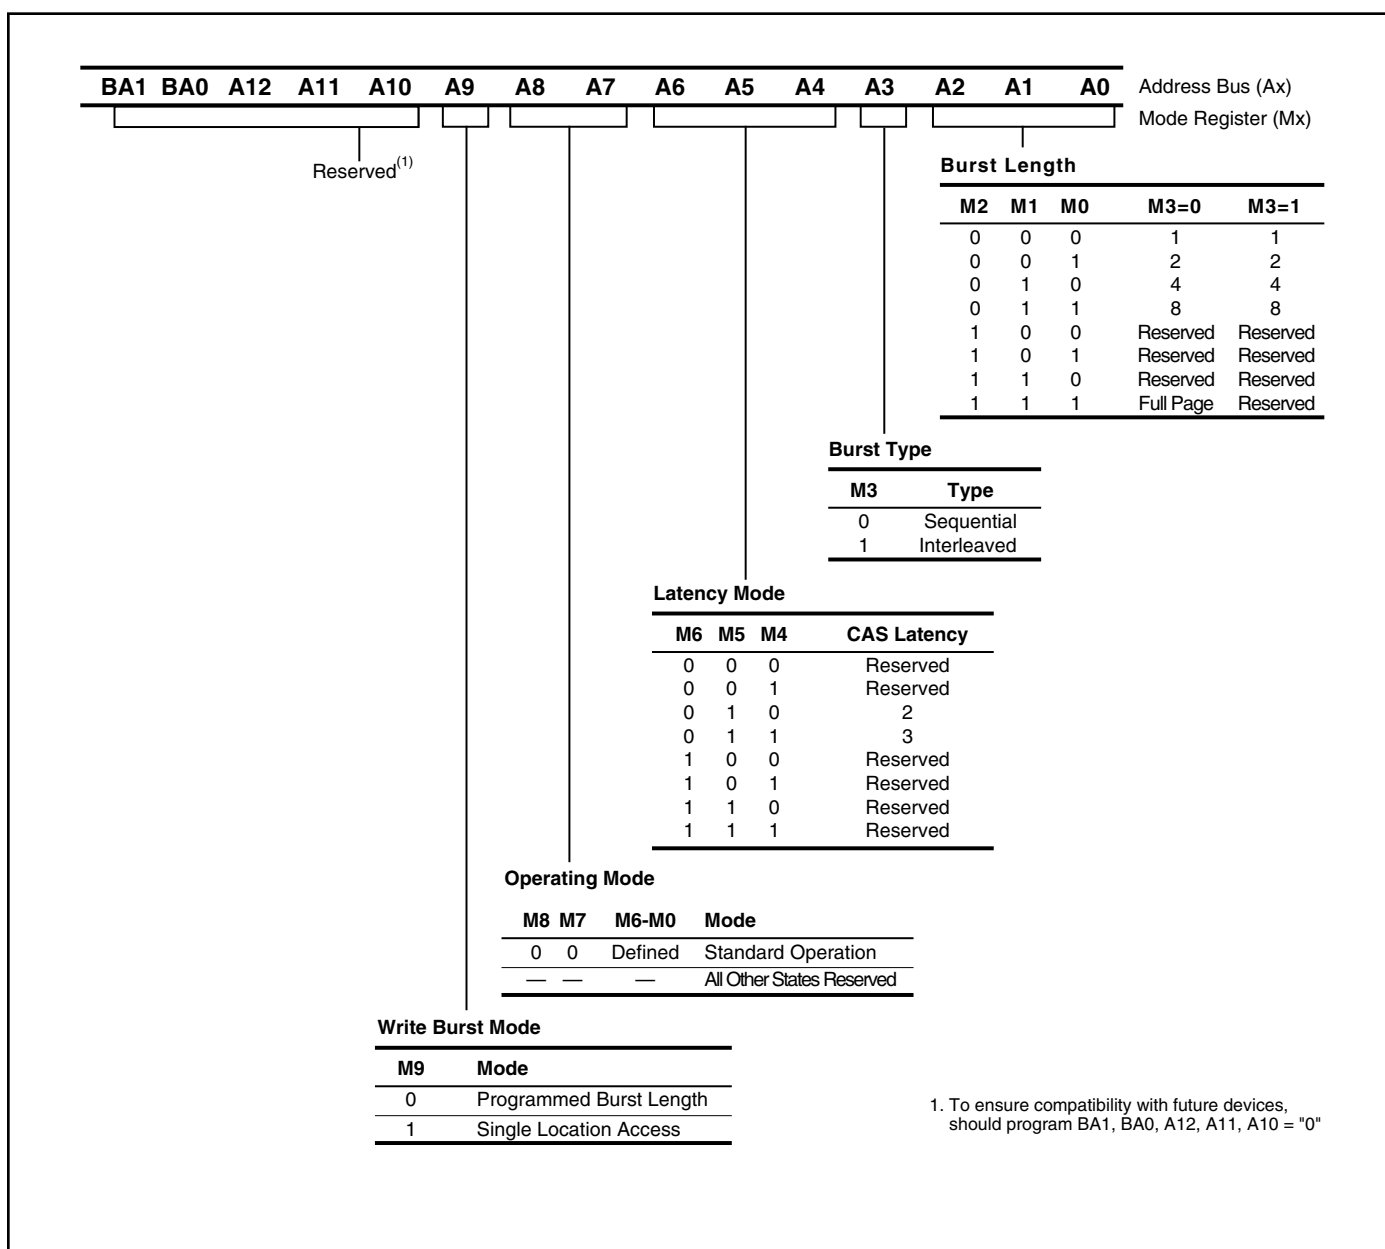 BA1 BA0 A12 A11 A10 A9 A8 A7 A6 A5 A4 A3 A2 A1 A0 Address Bus (Ax)
Mode Register (Mx)
Reserved(1)
Burst Length
M2 M1 M0 M3=0 M3=1
0 0 0 1 1
0 0 1 2 2
0 1 0 4 4
0 1 1 8 8
1 0 0 Reserved Reserved
1 0 1 Reserved Reserved
1 1 0 Reserved Reserved
1 1 1 Full Page Reserved
Burst Type
M3 Type
0 Sequential
1 Interleaved
Latency Mode
M6 M5 M4 CAS Latency
0 0 0 Reserved
0 0 1 Reserved
0 1 0 2
0 1 1 3
1 0 0 Reserved
1 0 1 Reserved
1 1 0 Reserved
1 1 1 Reserved
Operating Mode
M8 M7 M6-M0 Mode
0 0 Defined Standard Operation
— — — All Other States Reserved
Write Burst Mode
M9 Mode
0 Programmed Burst Length
1 Single Location Access
1. To ensure compatibility with future devices,
should program BA1, BA0, A12, A11, A10 = "0"